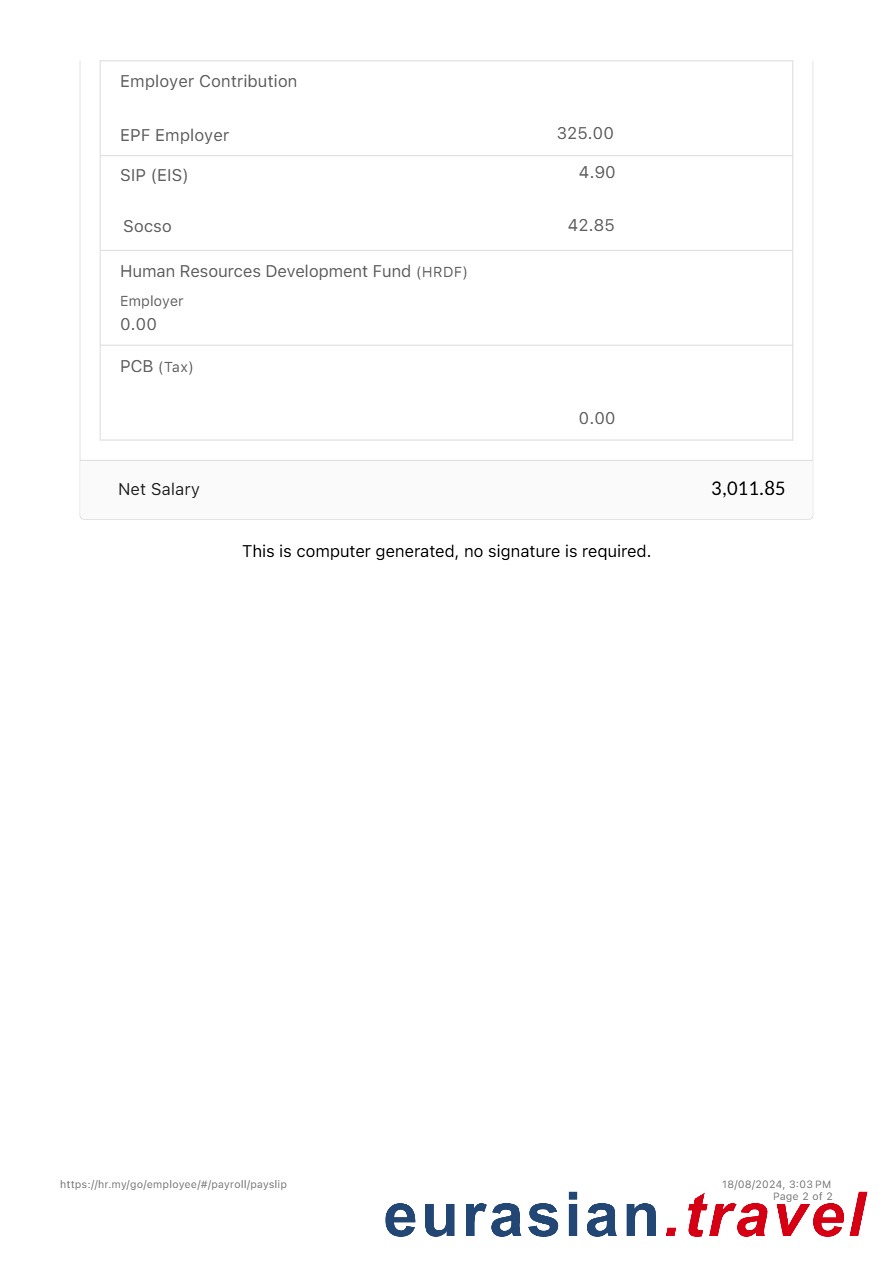 Employer Contribution
EPF Employer 325.00
SIP (EIS) 4.90
Socso 42.85
Human Resources Development Fund (HRDF)
Employer
0.00
PCB (Tax)
0.00
Net Salary 3,011.85
This is computer generated, no signature is required.
https://hr.my/go/employee/#/payroll/payslip 18/08/2024, 3:03 PM
Page 2 of 2
eurasian.travel